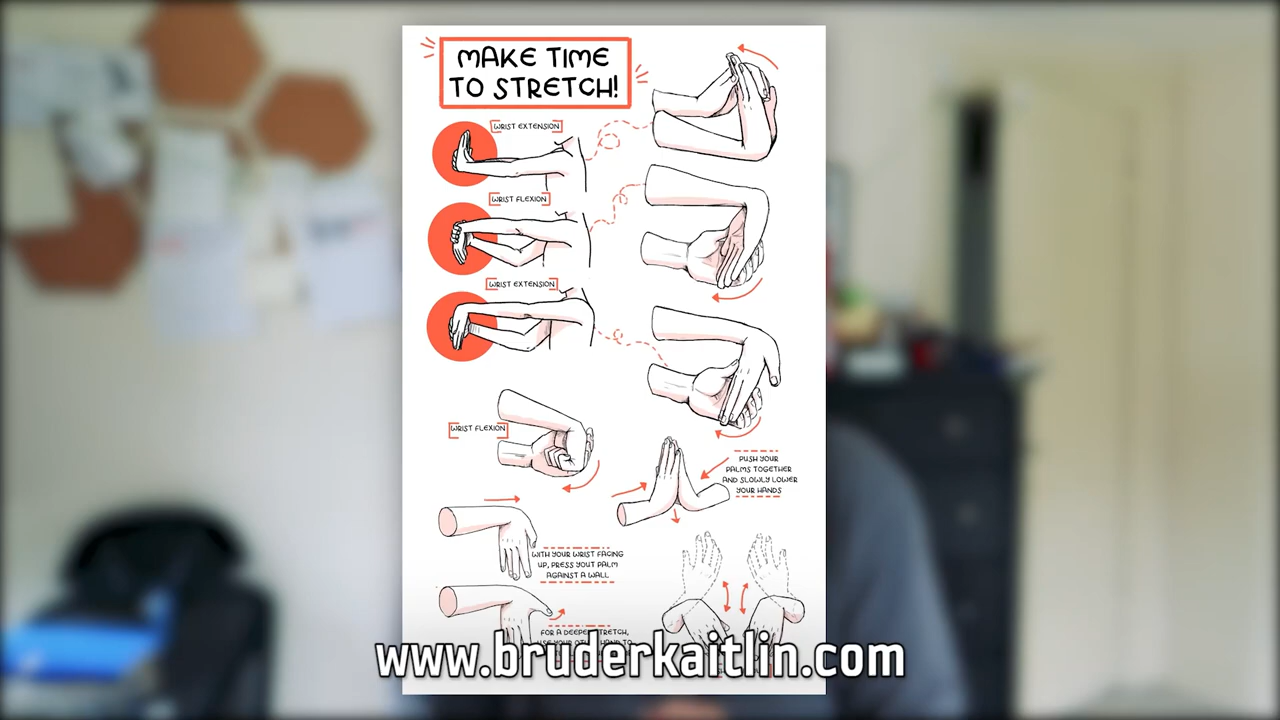 MAKE TIME
TO STRETCH!
WRIST EXTENSION
WRIST FLEXION
WRIST EXTENSION
WRIST FLEXION
PUSH YOUR
PALMS TOGETHER
AND SLOWLY LOWER
YOUR HANDS
WITH YOUR WRIST FACING
UP, PRESS YOUT PALM
AGAINST A WALL
FOR A DEEPER STRETCH,
www.bruderkaitlin.com